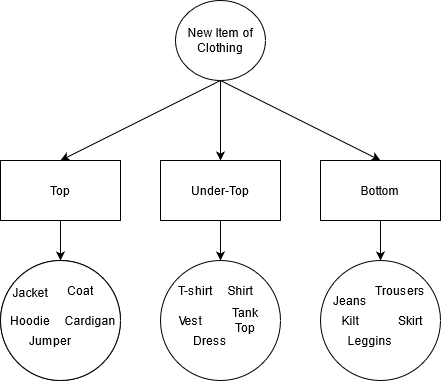 New Item of
Clothing
Top
Under-Top
Bottom
Jacket
Coat
Hoodie
Cardigan
Jumper
T-shirt
Shirt
Vest
Tank
Top
Dress
Jeans
Trousers
Kilt
Skirt
Leggins